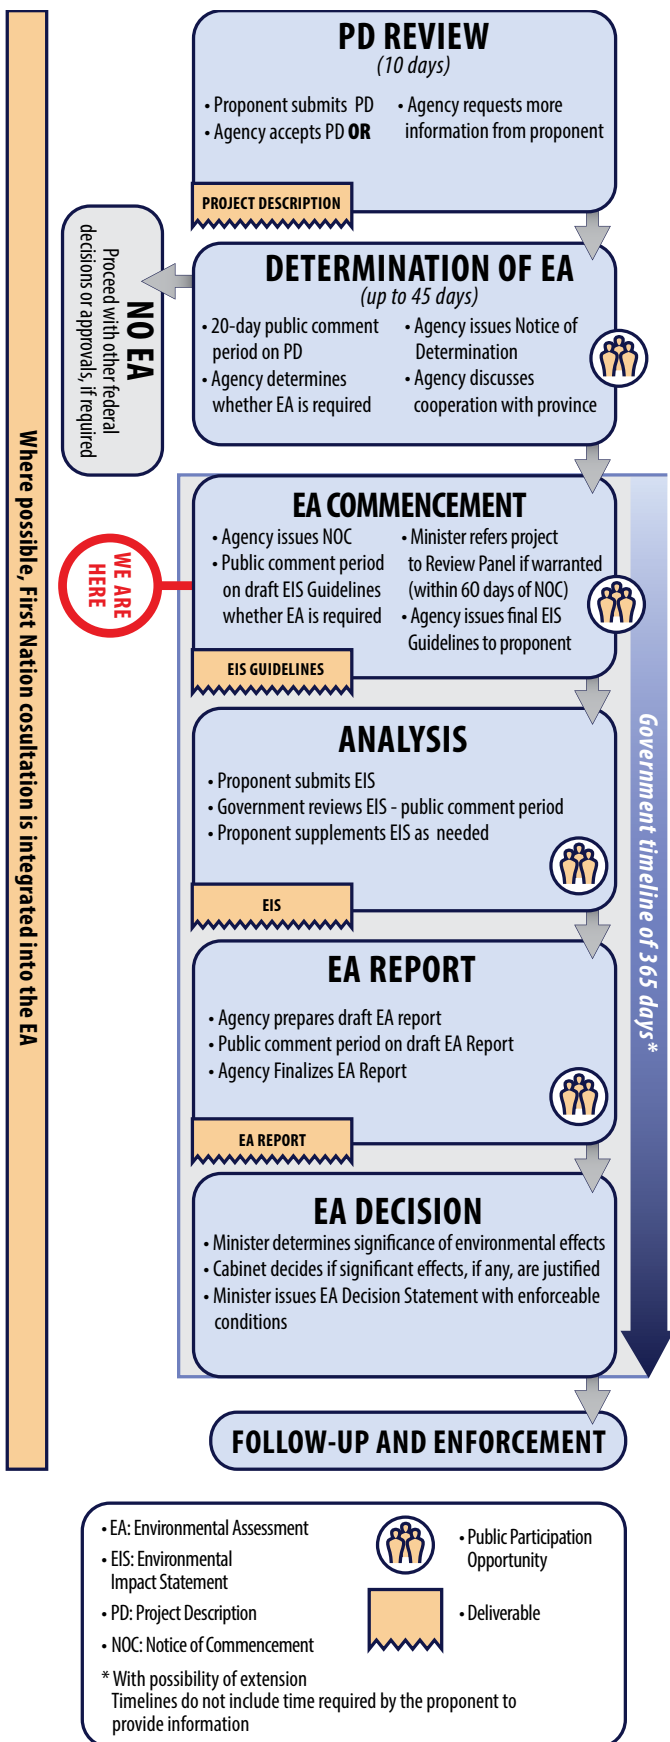 PD REVIEW
(10 days)
• Proponent submits PD
• Agency accepts PD OR
• Agency requests more
information from proponent
PROJECT DESCRIPTION
DETERMINATION OF EA
(up to 45 days)
• 20-day public comment
period on PD
• Agency determines
whether EA is required
• Agency issues Notice of
Determination
• Agency discusses
cooperation with province
NO EA
Proceed with other federal
decisions or approvals, if required
EA COMMENCEMENT
• Agency issues NOC
• Public comment period
on draft EIS Guidelines
whether EA is required
• Minister refers project
to Review Panel if warranted
(within 60 days of NOC)
• Agency issues final EIS
Guidelines to proponent
EIS GUIDELINES
WE ARE
HERE
Where possible, First Nation cosultation is integrated into the EA
Government timeline of 365 days*
ANALYSIS
• Proponent submits EIS
• Government reviews EIS - public comment period
• Proponent supplements EIS as needed
EIS
EA REPORT
• Agency prepares draft EA report
• Public comment period on draft EA Report
• Agency Finalizes EA Report
EA REPORT
EA DECISION
• Minister determines significance of environmental effects
• Cabinet decides if significant effects, if any, are justified
• Minister issues EA Decision Statement with enforceable
conditions
FOLLOW-UP AND ENFORCEMENT
• EA: Environmental Assessment
• EIS: Environmental
Impact Statement
• PD: Project Description
• NOC: Notice of Commencement
• Public Participation
Opportunity
• Deliverable
* With possibility of extension
Timelines do not include time required by the proponent to
provide information